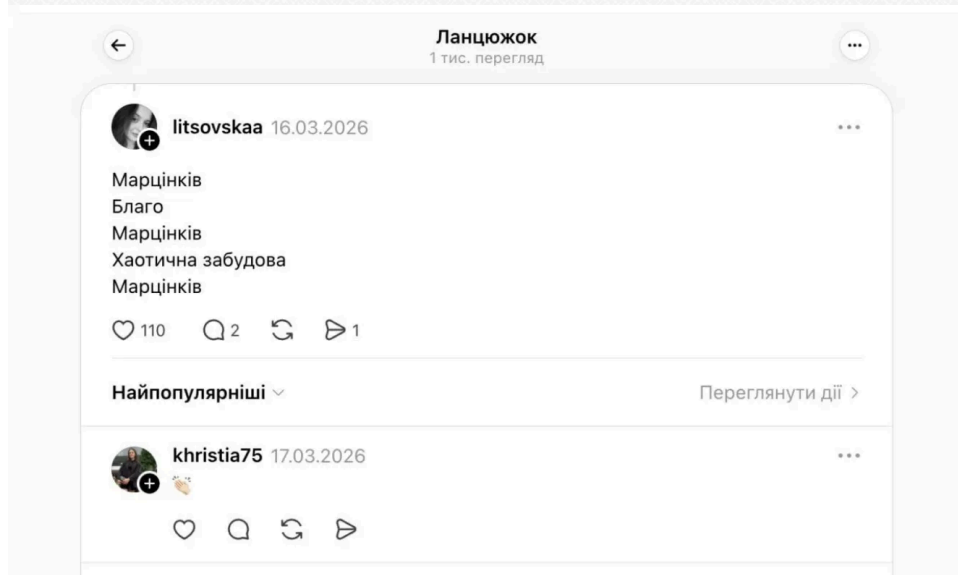 Ланцюжок
1 тис. перегляд
litsovskaa 16.03.2026
Марцінків
Благо
Марцінків
Хаотична забудова
Марцінків
110 2 1
Найпопулярніші Переглянути дії
khristia75 17.03.2026